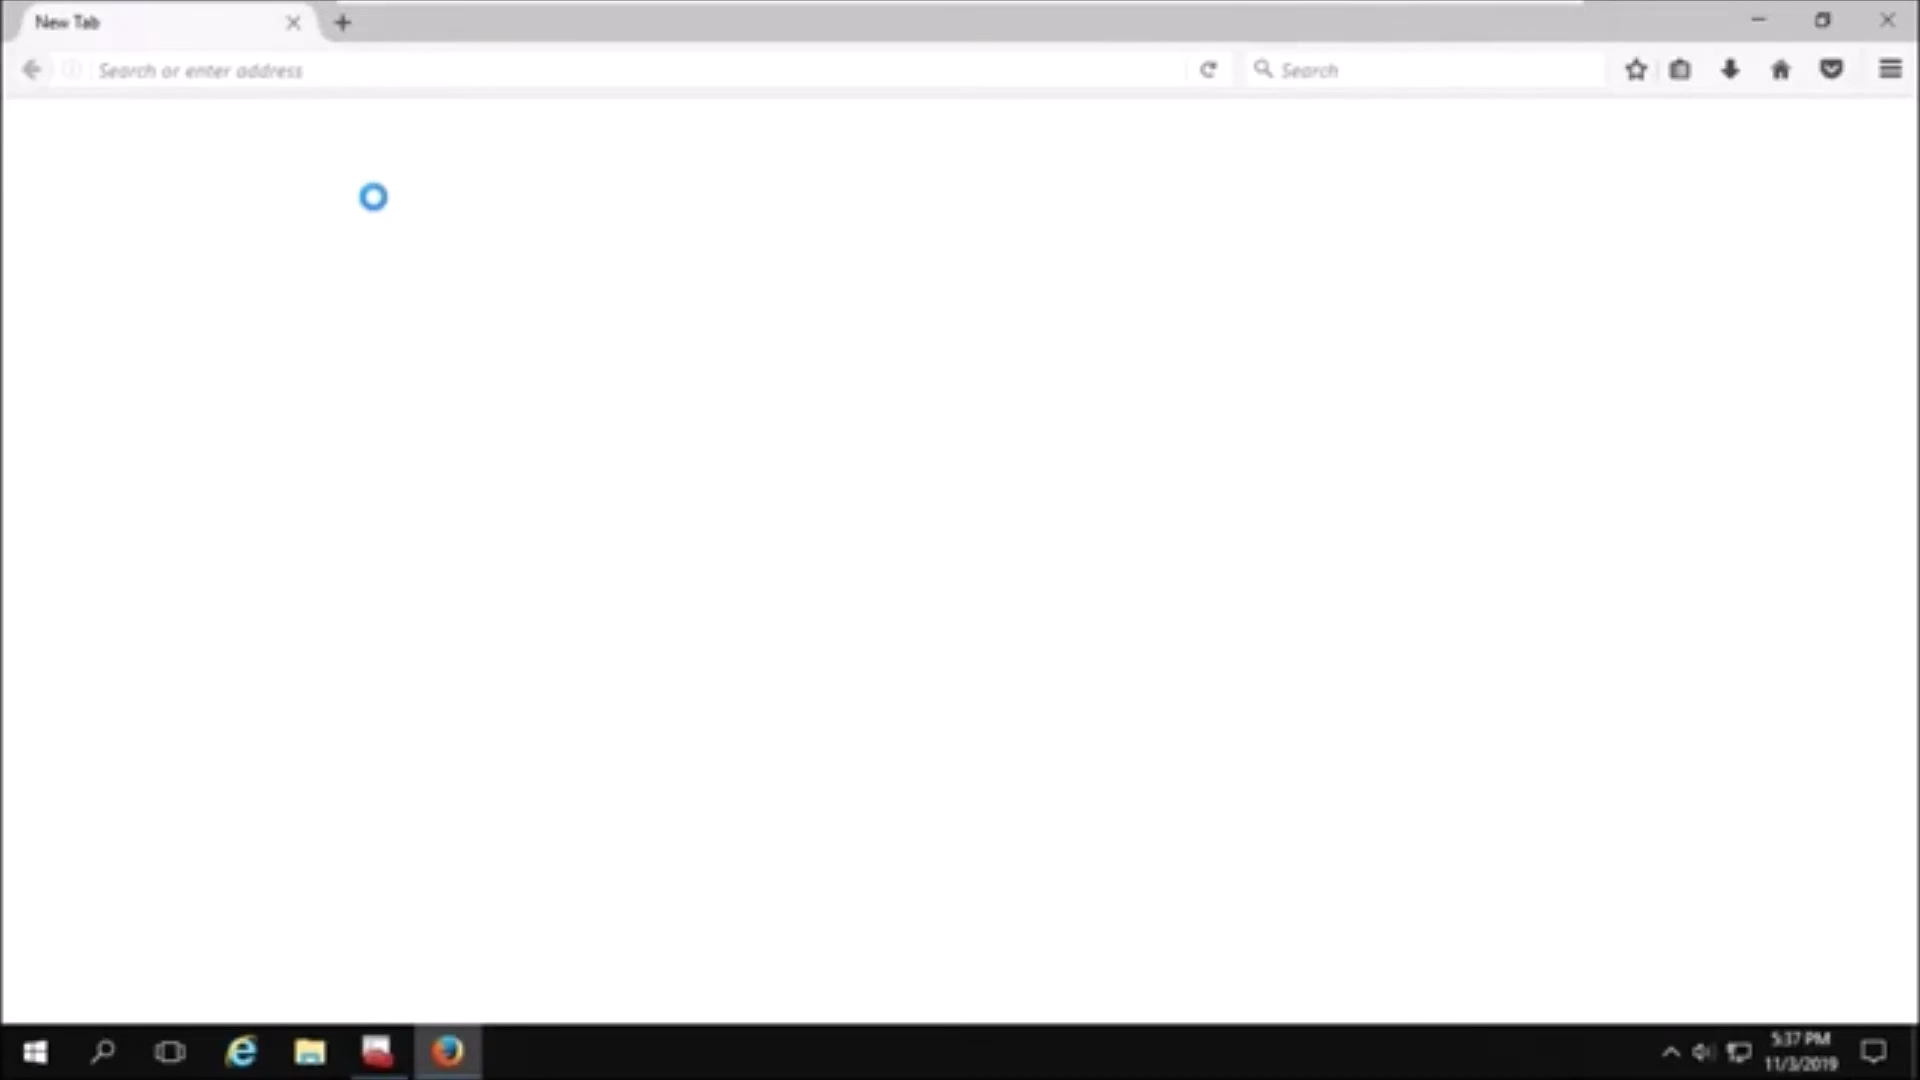 New Tab
Search or enter address
Search
5:37 PM
11/3/2019